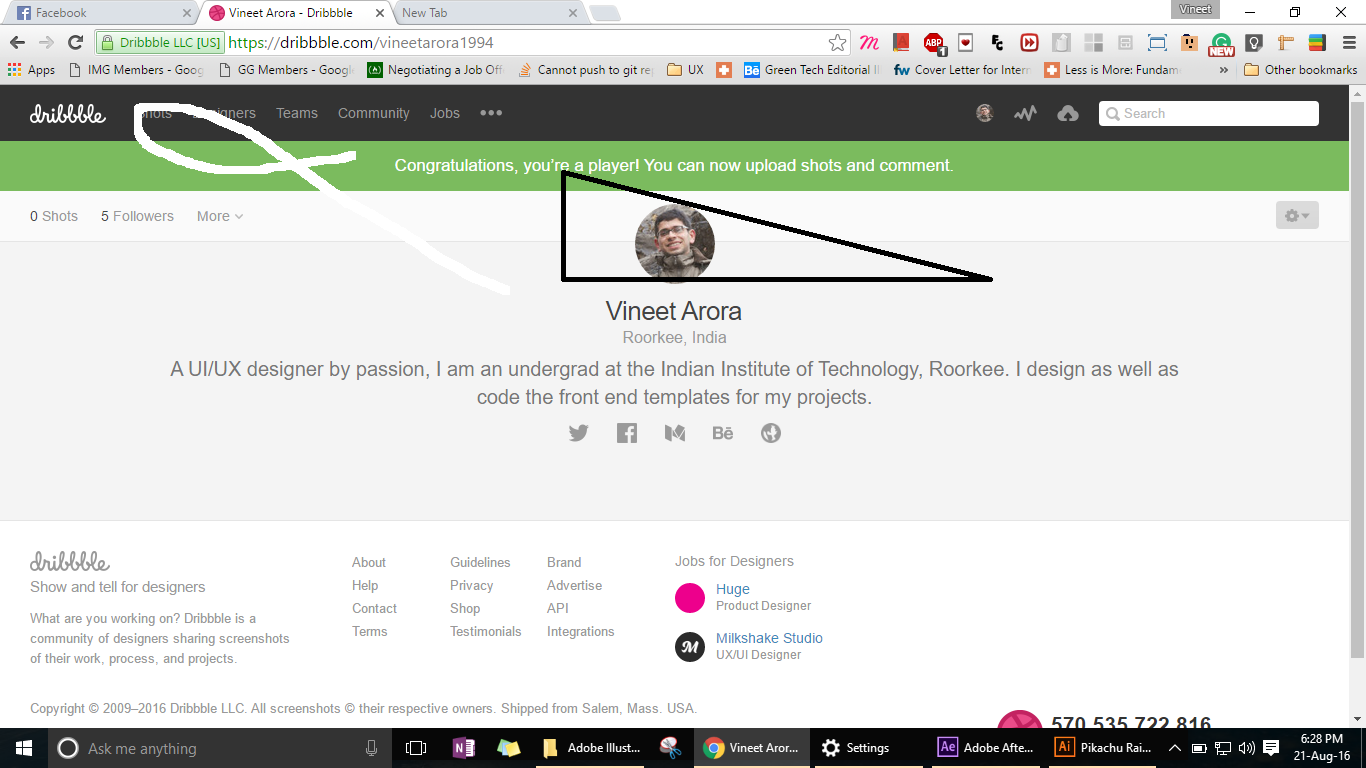 Facebook
Vineet Arora - Dribbble
New Tab
Vineet
Dribbble LLC [US]
https://dribbble.com/vineetarora1994
Apps
IMG Members - Goog
GG Members - Google
Negotiating a Job Off
Cannot push to git rep
UX
Green Tech Editorial
Cover Letter for Intern
Less is More: Fundam
»
Other bookmarks
dribbble
Teams
Community
Jobs
Search
Congratulations, you're a player! You can now upload shots and comment.
0 Shots
5 Followers
More
Vineet Arora
Roorkee, India
A UI/UX designer by passion, I am an undergrad at the Indian Institute of Technology, Roorkee. I design as well as
code the front end templates for my projects.
Bē
dribbble
Show and tell for designers
What are you working on? Dribbble is a
community of designers sharing screenshots
of their work, process, and projects.
About
Help
Contact
Terms
Guidelines
Privacy
Shop
Testimonials
Brand
Advertise
API
Integrations
Jobs for Designers
Huge
Product Designer
Milkshake Studio
UX/UI Designer
Copyright © 2009–2016 Dribbble LLC. All screenshots © their respective owners. Shipped from Salem, Mass. USA.
570,535,722,816
Ask me anything
Adobe Illust...
Vineet Aror...
Settings
Adobe Afte...
Pikachu Rai...
6:28 PM
21-Aug-16